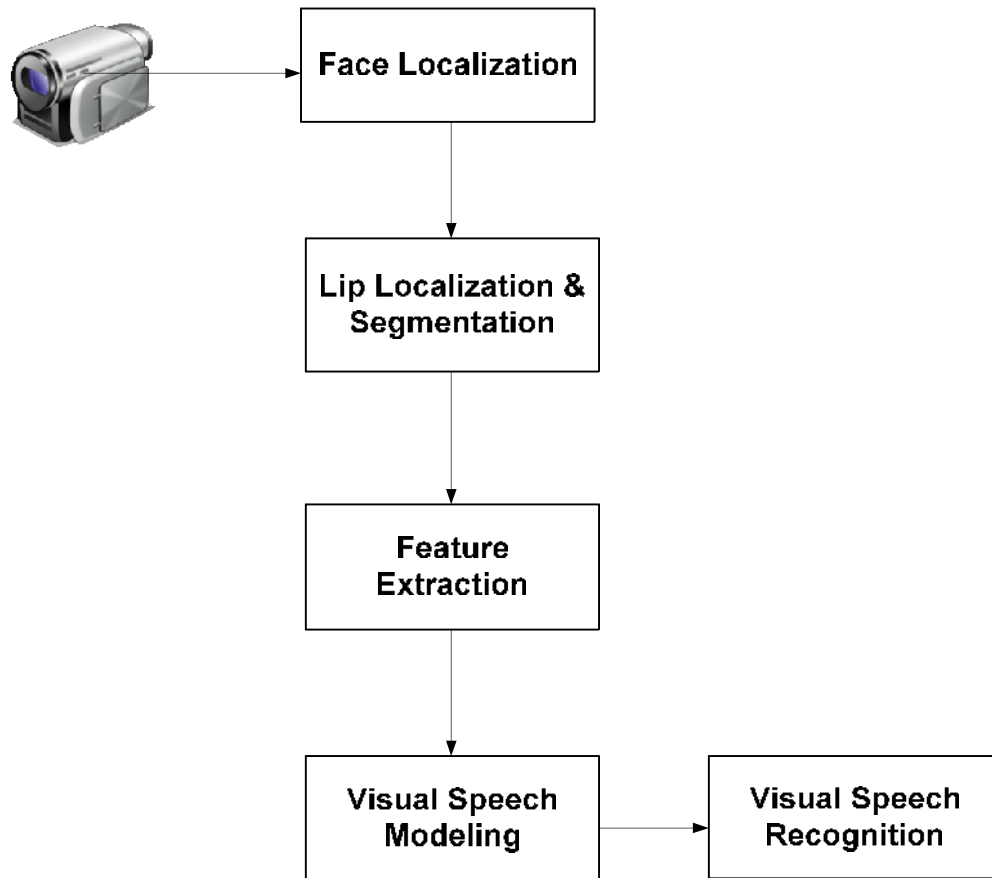 Face Localization
Lip Localization &
Segmentation
Feature
Extraction
Visual Speech
Modeling
Visual Speech
Recognition